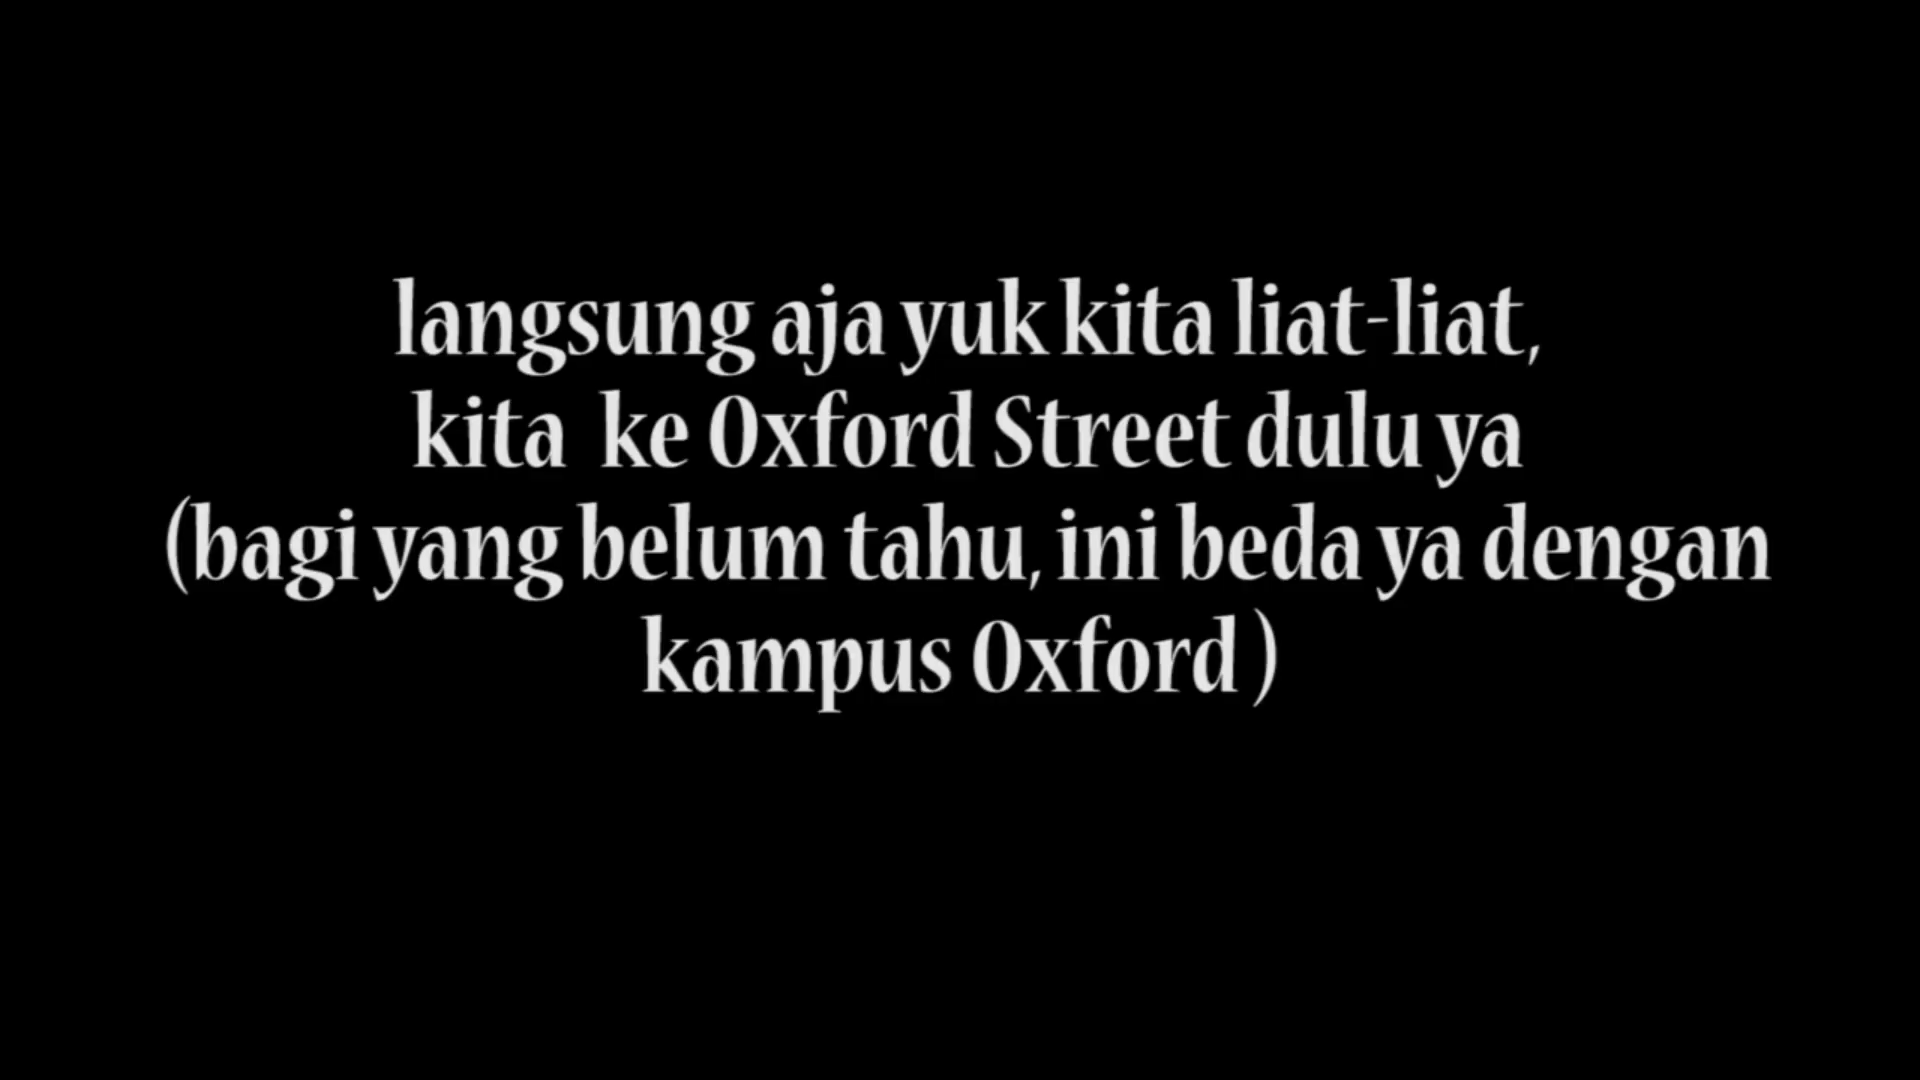 langsung aja yuk kita liat-liat,
kita  ke Oxford Street dulu ya
(bagi yang belum tahu, ini beda ya dengan
kampus Oxford )